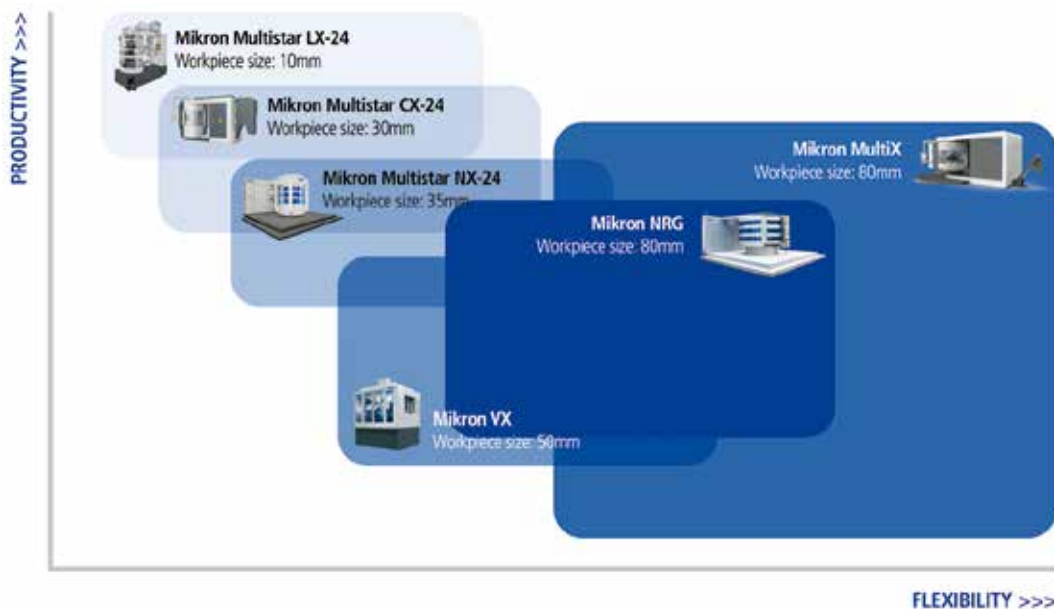 PRODUCTIVITY >>>
Mikron Multistar LX-24
Workpiece size: 10mm
Mikron Multistar CX-24
Workpiece size: 30mm
Mikron MultiX
Workpiece size: 80mm
Mikron Multistar NX-24
Workpiece size: 35mm
Mikron NRG
Workpiece size: 80mm
Mikron VX
Workpiece size: 50mm
FLEXIBILITY >>>